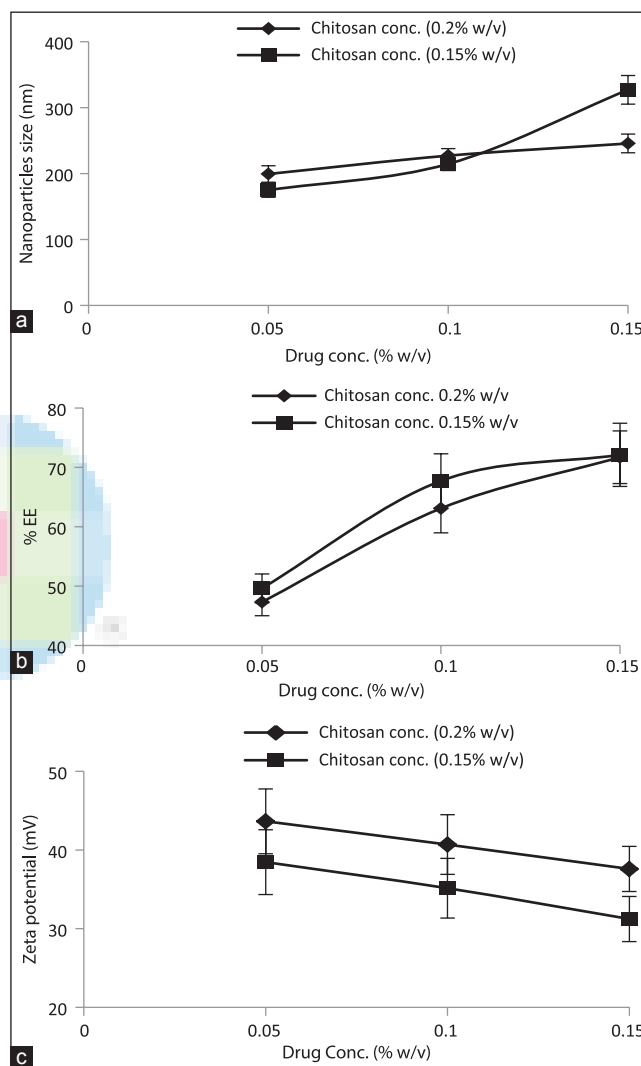 Chitosan conc. (0.2% w/v)
Chitosan conc. (0.15% w/v)
Nanoparticles size (nm)
400
300
200
100
0
0 0.05 0.1 0.15
Drug conc. (% w/v)
a
Chitosan conc. 0.2% w/v
Chitosan conc. 0.15% w/v
% EE
80
70
60
50
40
0 0.05 0.1 0.15
Drug conc. (% w/v)
b
Chitosan conc. (0.2% w/v)
Chitosan conc. (0.15% w/v)
Zeta potential (mV)
50
40
30
20
0 0.05 0.1 0.15
Drug Conc. (% w/v)
c